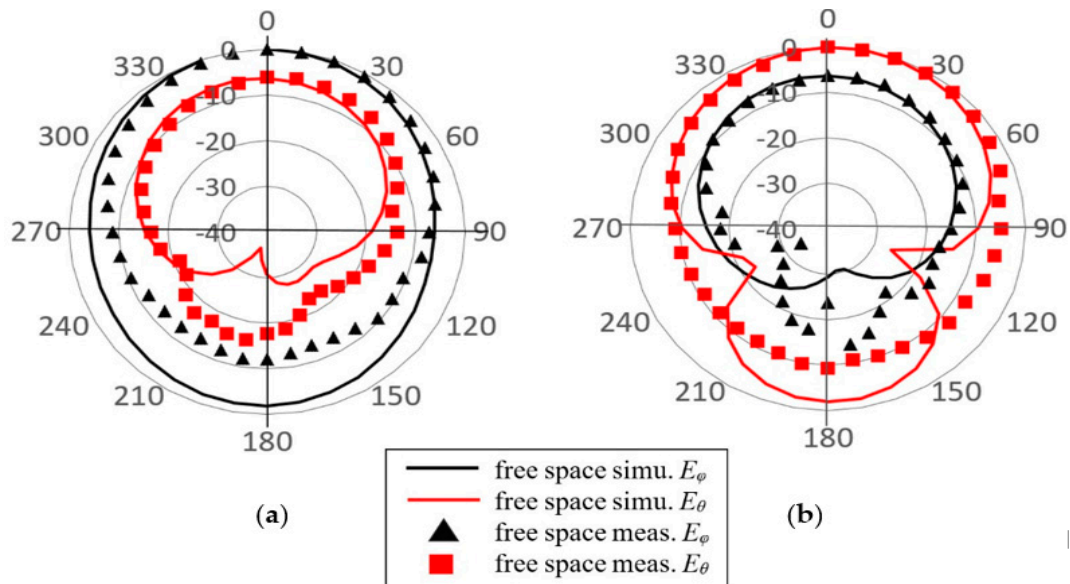 0 0
0 0
330 30 330 30
-10 -10
300 60 300 60
-20 -20
-30 -30
270 -40 90 270 -40 90
240 120 240 120
210 150 210 150
180 180
free space simu. Eφ
free space simu. Eθ
free space meas. Eφ
free space meas. Eθ
(a) (b)